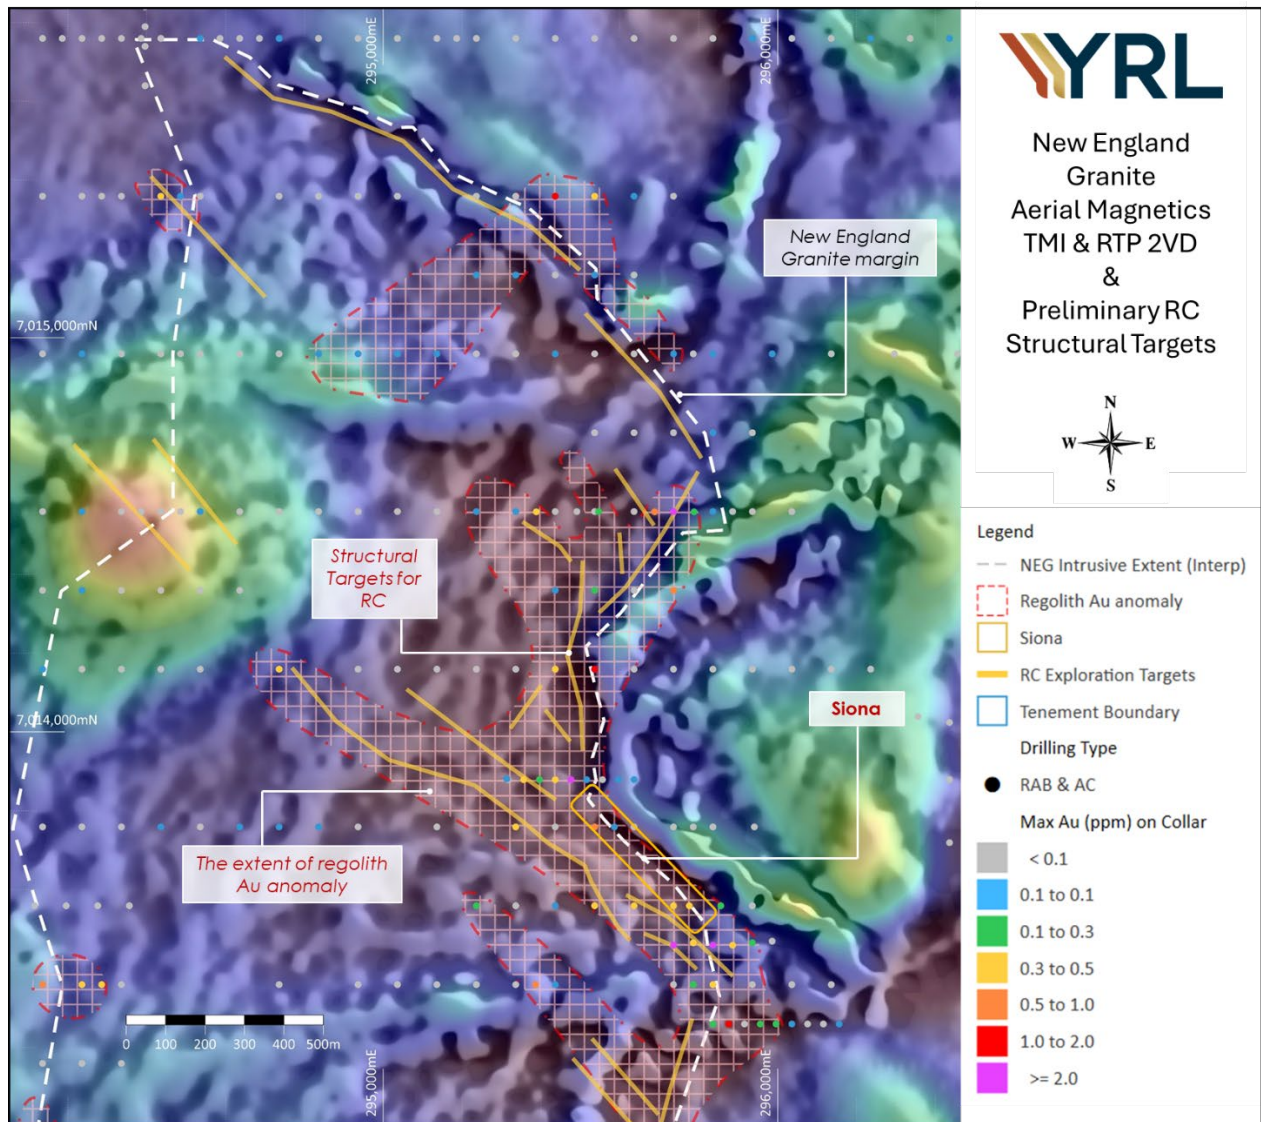 295,000mE
296,000mE
New England
Granite margin
7,015,000mN
Structural
Targets for
RC
7,014,000mN
Siona
The extent of regolith
Au anomaly
0 100 200 300 400 500m
295,000mE
296,000mE
YRL
New England
Granite
Aerial Magnetics
TMI & RTP 2VD
&
Preliminary RC
Structural Targets
N
W E
S
Legend
NEG Intrusive Extent (Interp)
Regolith Au anomaly
Siona
RC Exploration Targets
Tenement Boundary
Drilling Type
RAB & AC
Max Au (ppm) on Collar
< 0.1
0.1 to 0.1
0.1 to 0.3
0.3 to 0.5
0.5 to 1.0
1.0 to 2.0
>= 2.0